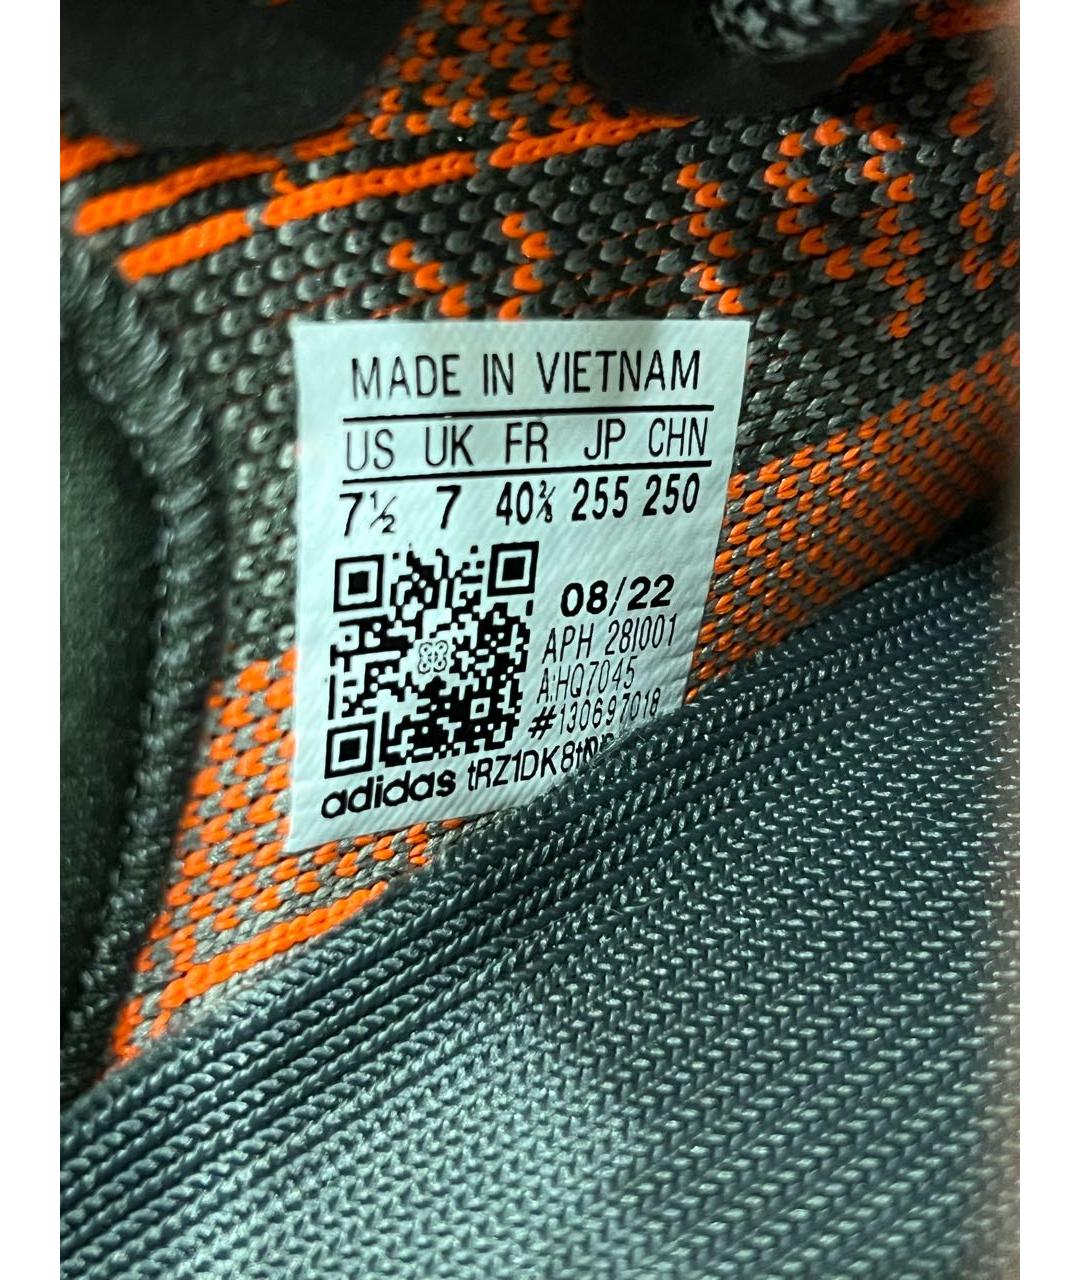 MADE IN VIETNAM
US UK FR JP CHN
7½ 7 40⅔ 255 250
08/22
APH 28I001
A:HQ7045
#130697018
adidas